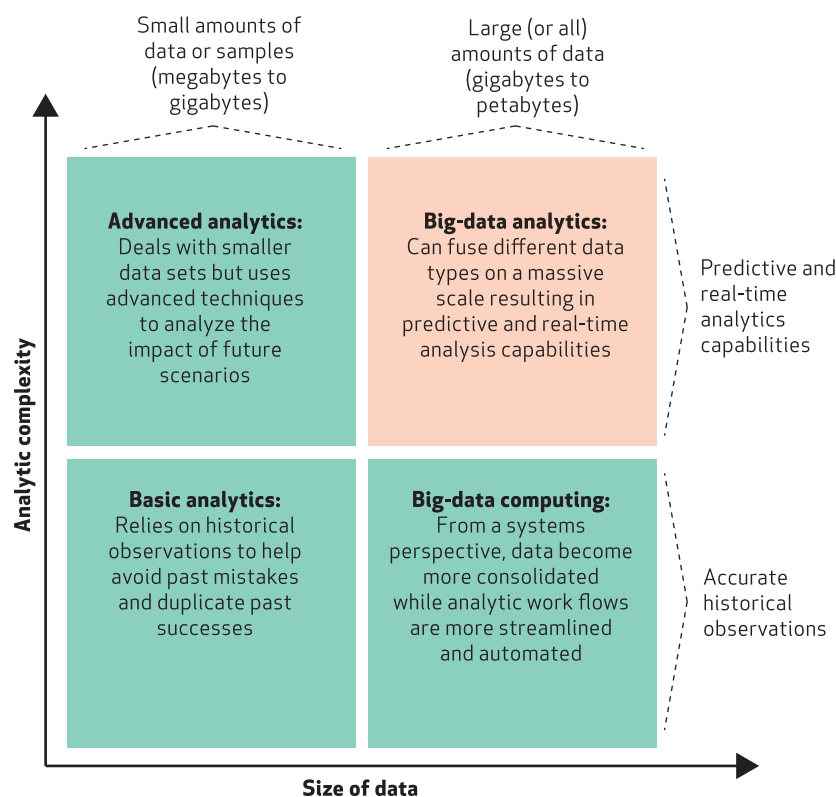 Small amounts of
data or samples
(megabytes to
gigabytes)
Large (or all)
amounts of data
(gigabytes to
petabytes)
Advanced analytics:
Deals with smaller
data sets but uses
advanced techniques
to analyze the
impact of future
scenarios
Big-data analytics:
Can fuse different data
types on a massive
scale resulting in
predictive and real-time
analysis capabilities
Predictive and
real-time
analytics
capabilities
Analytic complexity
Basic analytics:
Relies on historical
observations to help
avoid past mistakes
and duplicate past
successes
Big-data computing:
From a systems
perspective, data become
more consolidated
while analytic work flows
are more streamlined
and automated
Accurate
historical
observations
Size of data